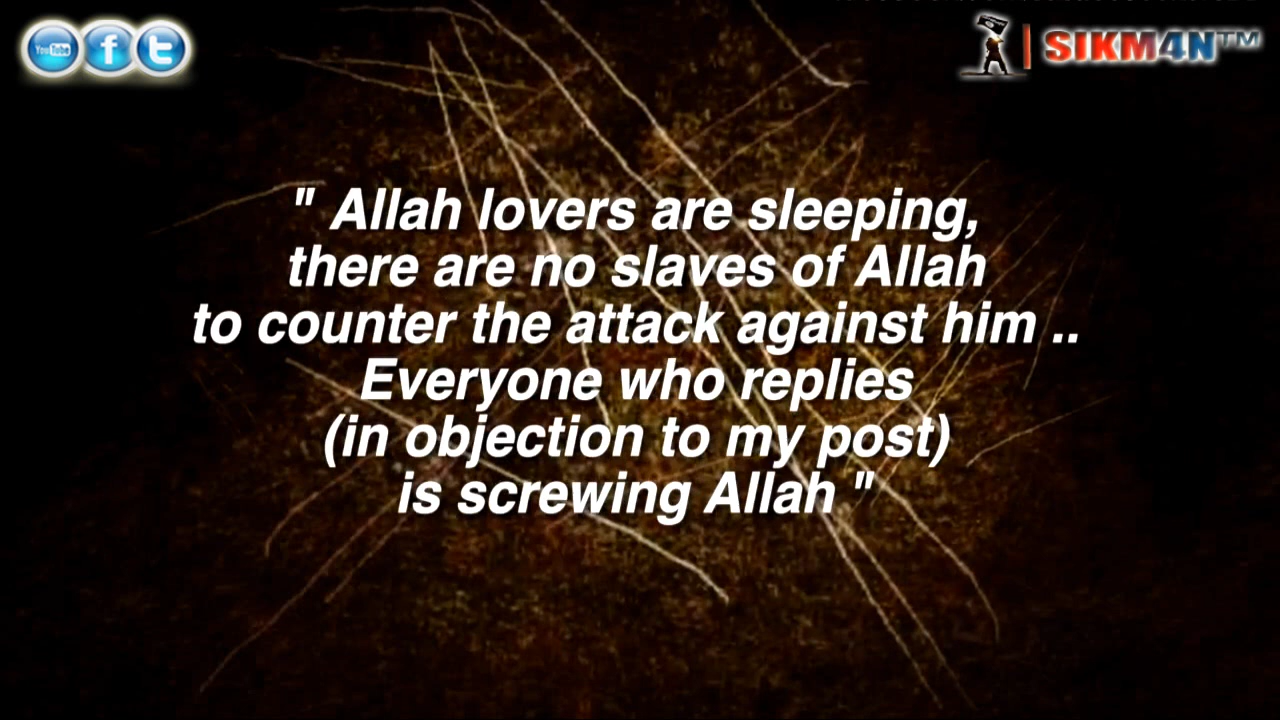 You Tube
f
t
SIKM4N™
" Allah lovers are sleeping,
there are no slaves of Allah
to counter the attack against him ..
Everyone who replies
(in objection to my post)
is screwing Allah "